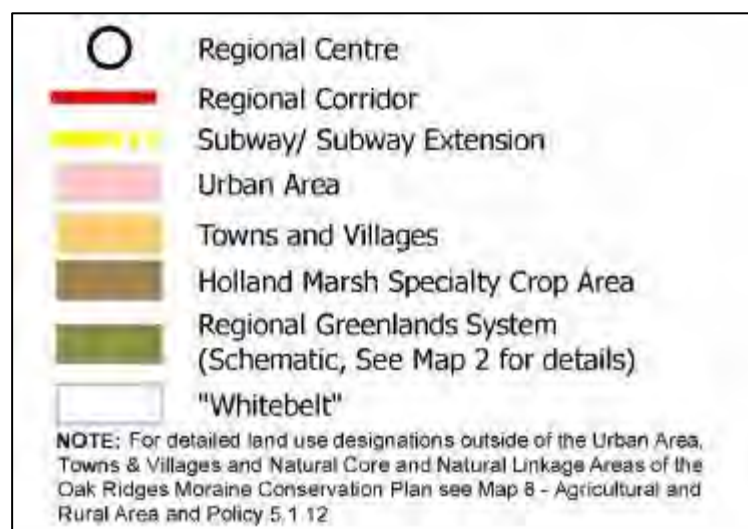 Regional Centre
Regional Corridor
Subway/ Subway Extension
Urban Area
Towns and Villages
Holland Marsh Specialty Crop Area
Regional Greenlands System
(Schematic, See Map 2 for details)
"Whitebelt"
NOTE: For detailed land use designations outside of the Urban Area,
Towns & Villages and Natural Core and Natural Linkage Areas of the
Oak Ridges Moraine Conservation Plan see Map 8 - Agricultural and
Rural Area and Policy 5.1.12